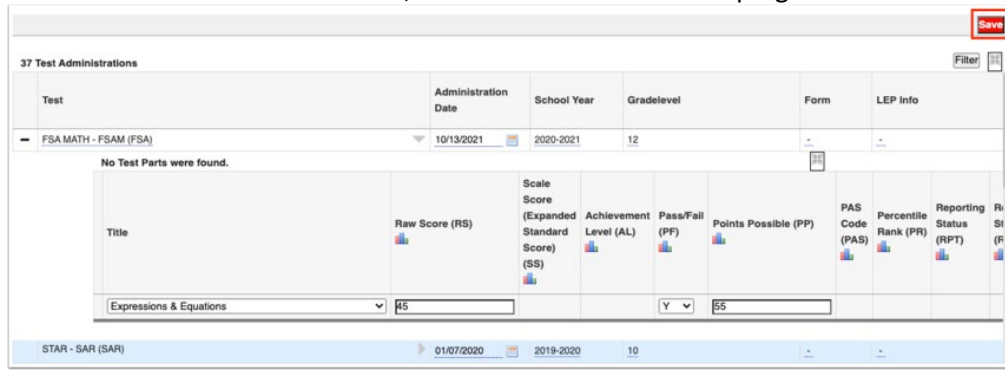 Save
37 Test Administrations
Filter
Test Administration Date School Year Gradelevel Form LEP Info
FSA MATH - FSAM (FSA) 10/13/2021 2020-2021 12 - -
No Test Parts were found.
Title Raw Score (RS) Scale Score (Expanded Standard Score) (SS) Achievement Level (AL) Pass/Fail (PF) Points Possible (PP) PAS Code (PAS) Percentile Rank (PR) Reporting Status (RPT)
Expressions & Equations 45 Y 55
STAR - SAR (SAR) 01/07/2020 2019-2020 10 - -